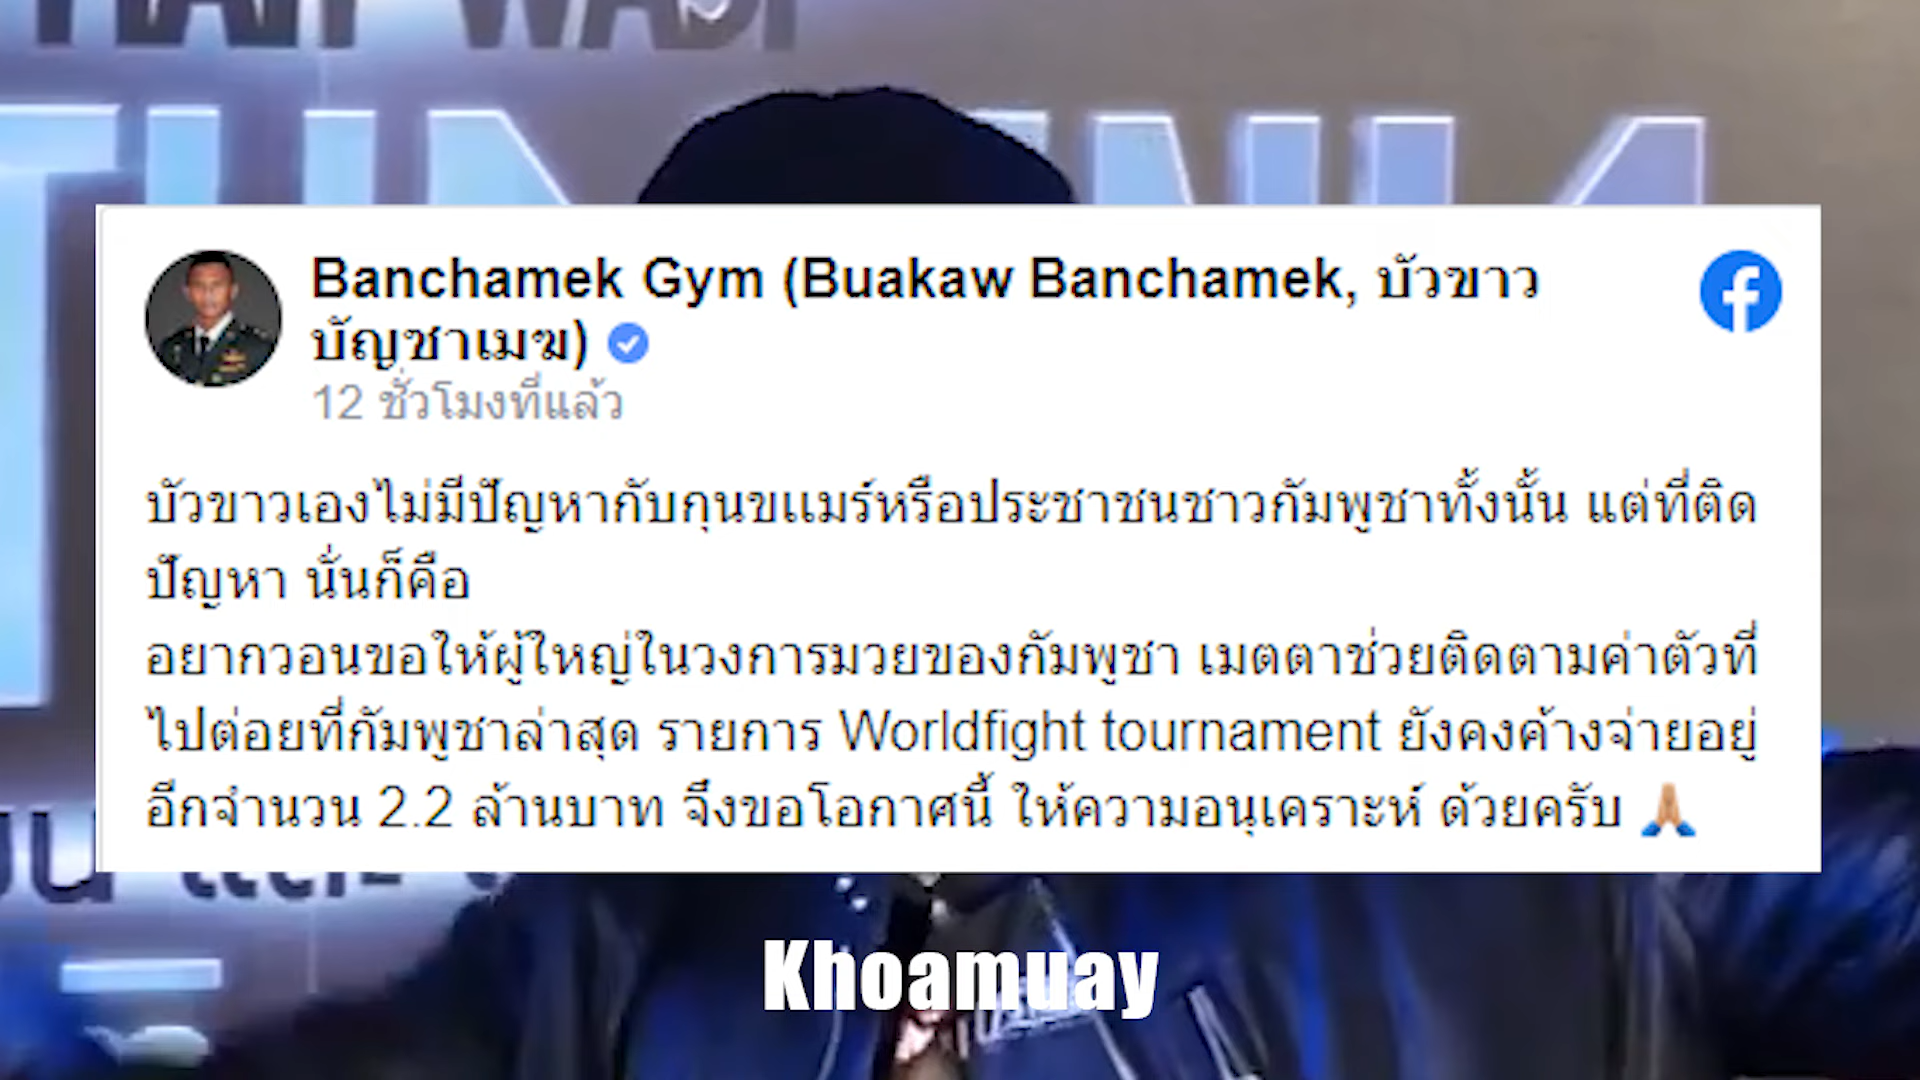 Banchamek Gym (Buakaw Banchamek, บัวขาว
บัญชาเมฆ)
12 ชั่วโมงที่แล้ว
บัวขาวเองไม่มีปัญหากับกุนขแมร์หรือประชาชนชาวกัมพูชาทั้งนั้น แต่ที่ติด
ปัญหา นั่นก็คือ
อยากวอนขอให้ผู้ใหญ่ในวงการมวยของกัมพูชา เมตตาช่วยติดตามค่าตัวที่
ไปต่อยที่กัมพูชาล่าสุด รายการ Worldfight tournament ยังคงค้างจ่ายอยู่
อีกจำนวน 2.2 ล้านบาท จึงขอโอกาศนี้ ให้ความอนุเคราะห์ ด้วยครับ 🙏
Khoamuay